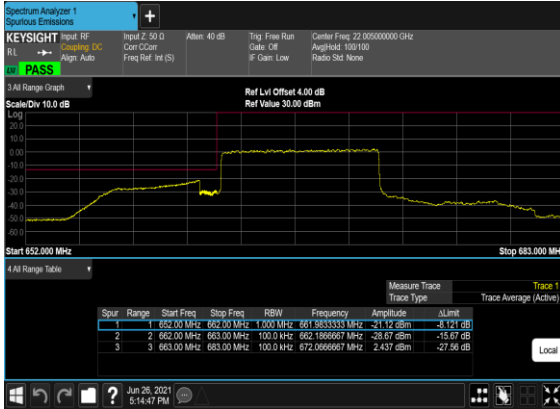 Spectrum Analyzer 1
Spurious Emissions
+
KEYSIGHT Input: RF Input Z: 50 Ω Atten: 40 dB Trig: Free Run Center Freq: 22.005000000 GHz
RL Coupling: DC Corr CCorr Gate: Off Avg|Hold: 100/100
Align: Auto Freq Ref: Int (S) IF Gain: Low Radio Std: None
PASS
3 All Range Graph
Ref Lvl Offset 4.00 dB
Scale/Div 10.0 dB Ref Value 30.00 dBm
Log
20.0
10.0
0.00
-10.0
-20.0
-30.0
-40.0
-50.0
-60.0
Start 652.000 MHz Stop 683.000 MH
4 All Range Table
Measure Trace Trace 1
Trace Type Trace Average (Active)
Spur Range Start Freq Stop Freq RBW Frequency Amplitude ΔLimit
1 1 652.00 MHz 662.00 MHz 1.000 MHz 661.9833333 MHz -21.12 dBm -8.121 dB
2 2 662.00 MHz 663.00 MHz 100.0 kHz 662.1866667 MHz -28.67 dBm -15.67 dB
3 3 663.00 MHz 683.00 MHz 100.0 kHz 672.0666667 MHz 2.437 dBm -27.56 dB
Local
?
Jun 26, 2021
5:14:47 PM